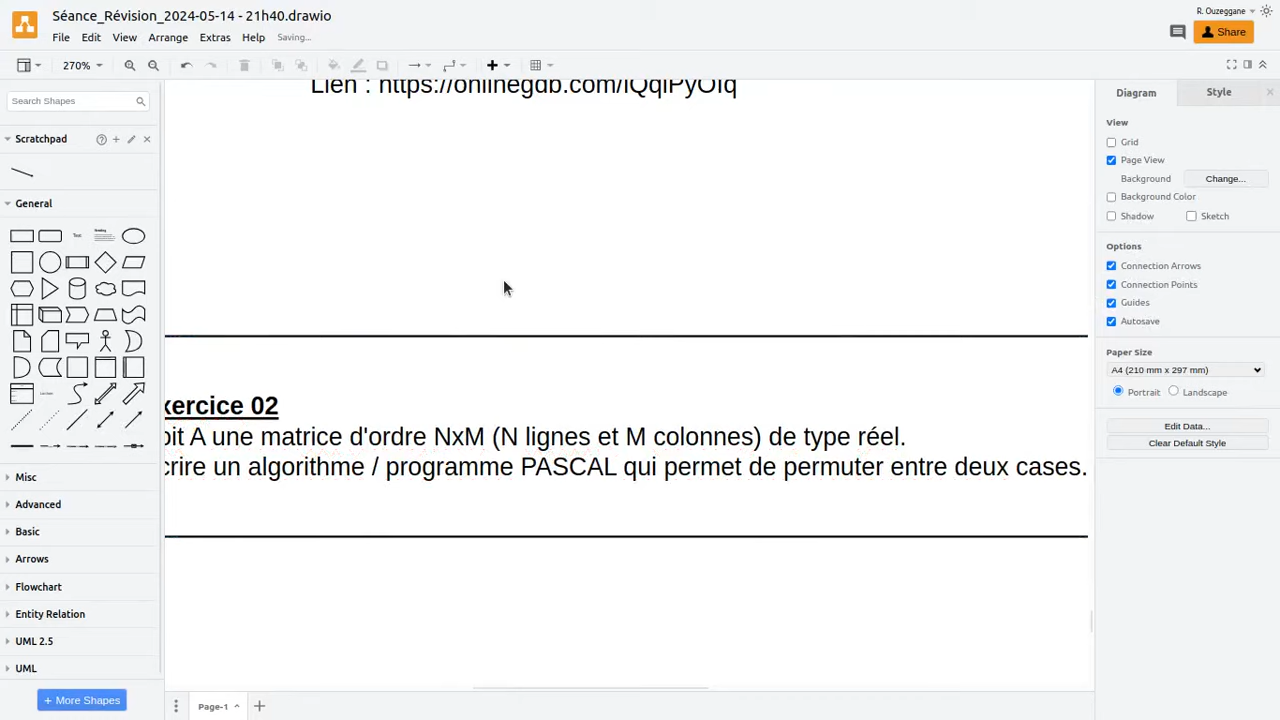 Séance_Révision_2024-05-14 - 21h40.drawio
R. Ouzeggane
File Edit View Arrange Extras Help Saving...
Share
270%
Search Shapes
Scratchpad
General
Text
Heading
List Item
Misc
Advanced
Basic
Arrows
Flowchart
Entity Relation
UML 2.5
UML
+ More Shapes
Lien : https://onlinegdb.com/
xercice 02
oit A une matrice d'ordre NxM (N lignes et M colonnes) de type réel.
crire un algorithme / programme PASCAL qui permet de permuter entre deux cases.
Page-1
Diagram Style
View
Grid
Page View
Background Change...
Background Color
Shadow Sketch
Options
Connection Arrows
Connection Points
Guides
Autosave
Paper Size
A4 (210 mm x 297 mm)
Portrait Landscape
Edit Data...
Clear Default Style